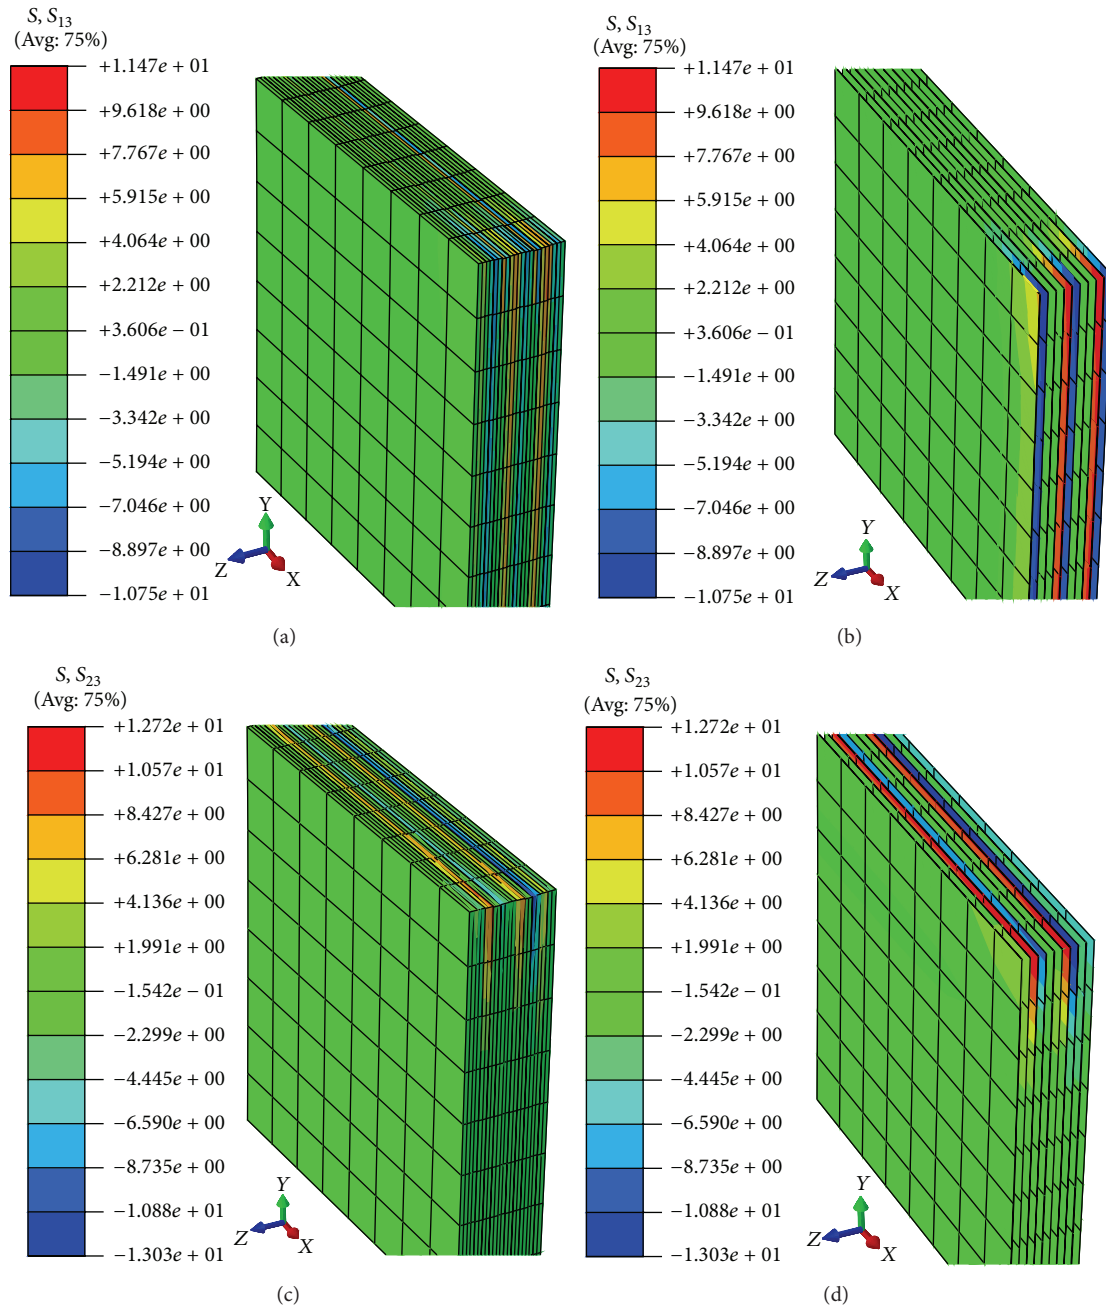 S, S13
(Avg: 75%)
+1.147e + 01
+9.618e + 00
+7.767e + 00
+5.915e + 00
+4.064e + 00
+2.212e + 00
+3.606e − 01
−1.491e + 00
−3.342e + 00
−5.194e + 00
−7.046e + 00
−8.897e + 00
−1.075e + 01
Y
Z
X
(a)
S, S13
(Avg: 75%)
+1.147e + 01
+9.618e + 00
+7.767e + 00
+5.915e + 00
+4.064e + 00
+2.212e + 00
+3.606e − 01
−1.491e + 00
−3.342e + 00
−5.194e + 00
−7.046e + 00
−8.897e + 00
−1.075e + 01
Y
Z
X
(b)
S, S23
(Avg: 75%)
+1.272e + 01
+1.057e + 01
+8.427e + 00
+6.281e + 00
+4.136e + 00
+1.991e + 00
−1.542e − 01
−2.299e + 00
−4.445e + 00
−6.590e + 00
−8.735e + 00
−1.088e + 01
−1.303e + 01
Y
Z
X
(c)
S, S23
(Avg: 75%)
+1.272e + 01
+1.057e + 01
+8.427e + 00
+6.281e + 00
+4.136e + 00
+1.991e + 00
−1.542e − 01
−2.299e + 00
−4.445e + 00
−6.590e + 00
−8.735e + 00
−1.088e + 01
−1.303e + 01
Y
Z
X
(d)